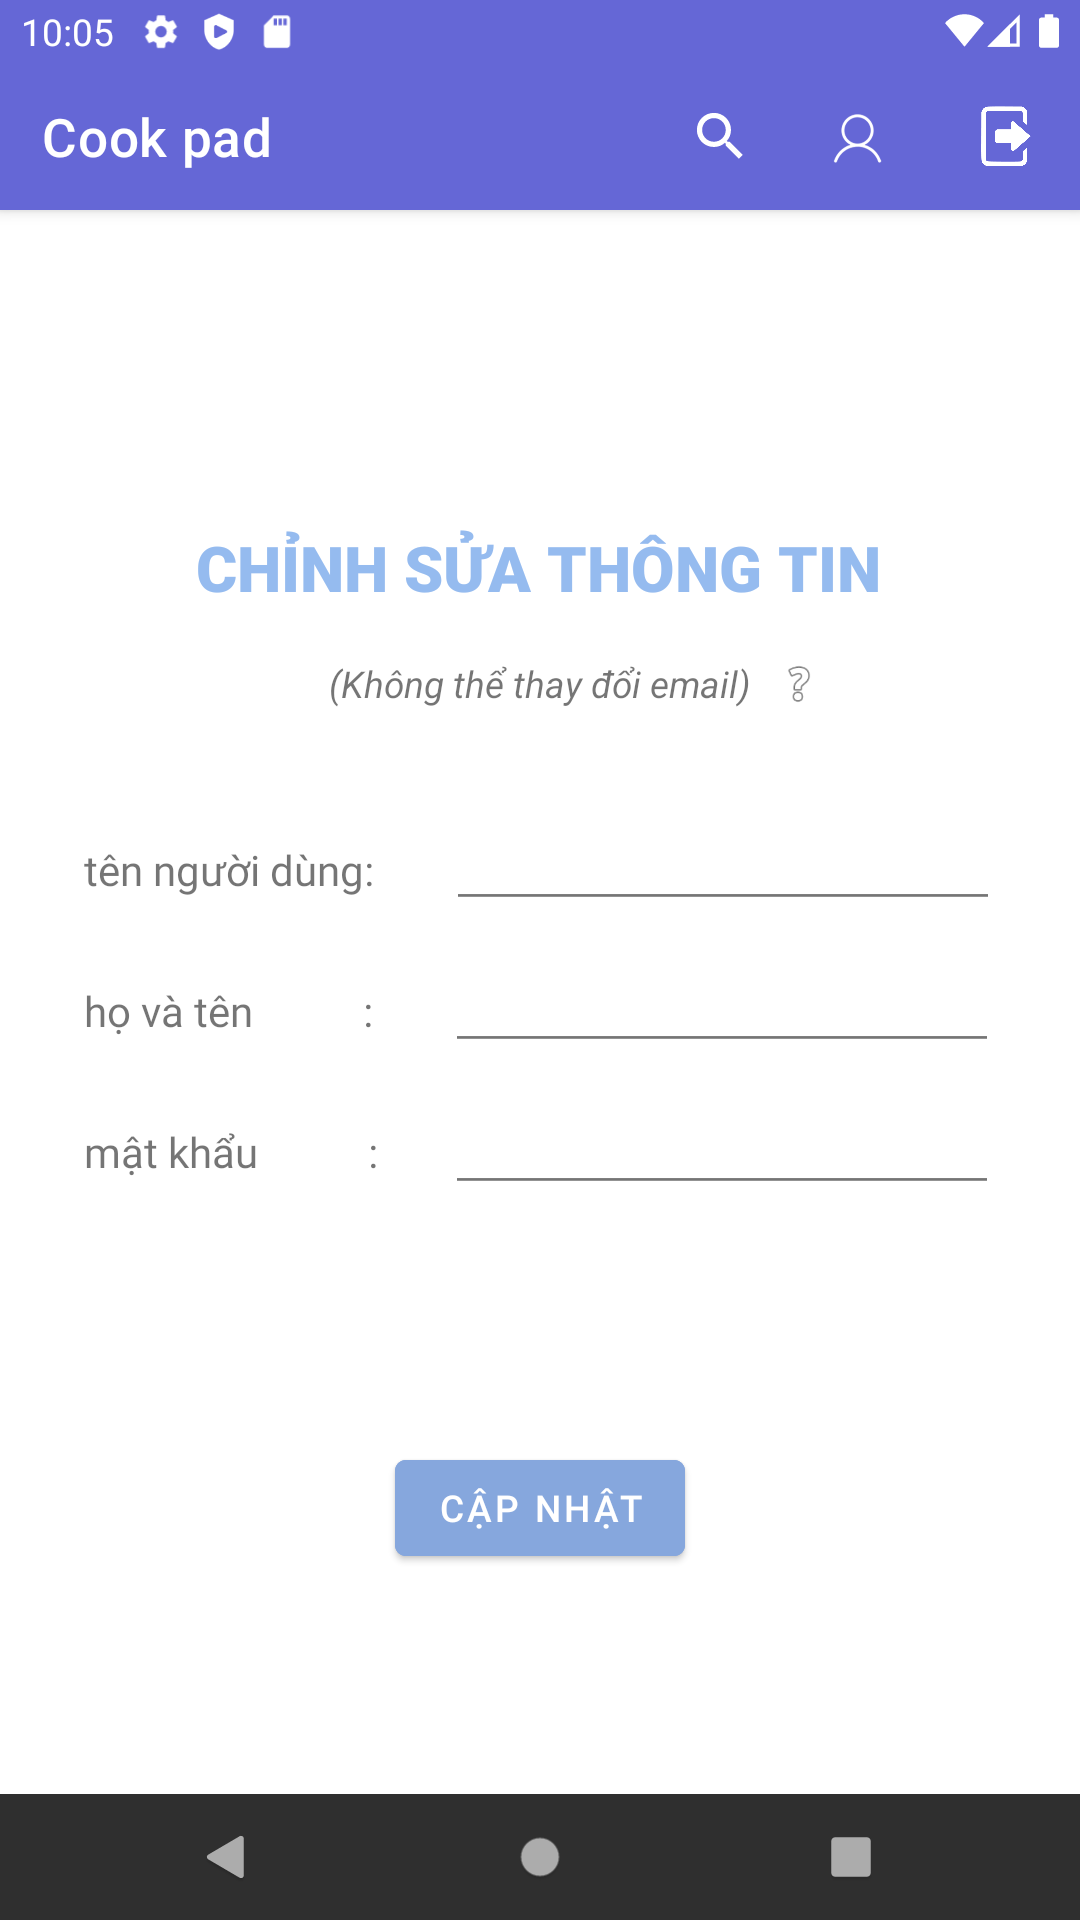 10:05
Cook pad
CHỈNH SỬA THÔNG TIN
(Không thể thay đổi email) ❔
tên người dùng:
họ và tên :
mật khẩu :
CẬP NHẬT